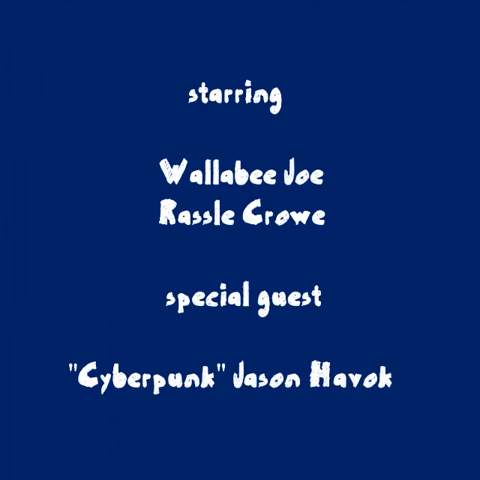 starring
Wallabee Joe
Rassle Crowe
special guest
"Cyberpunk" Jason Havok